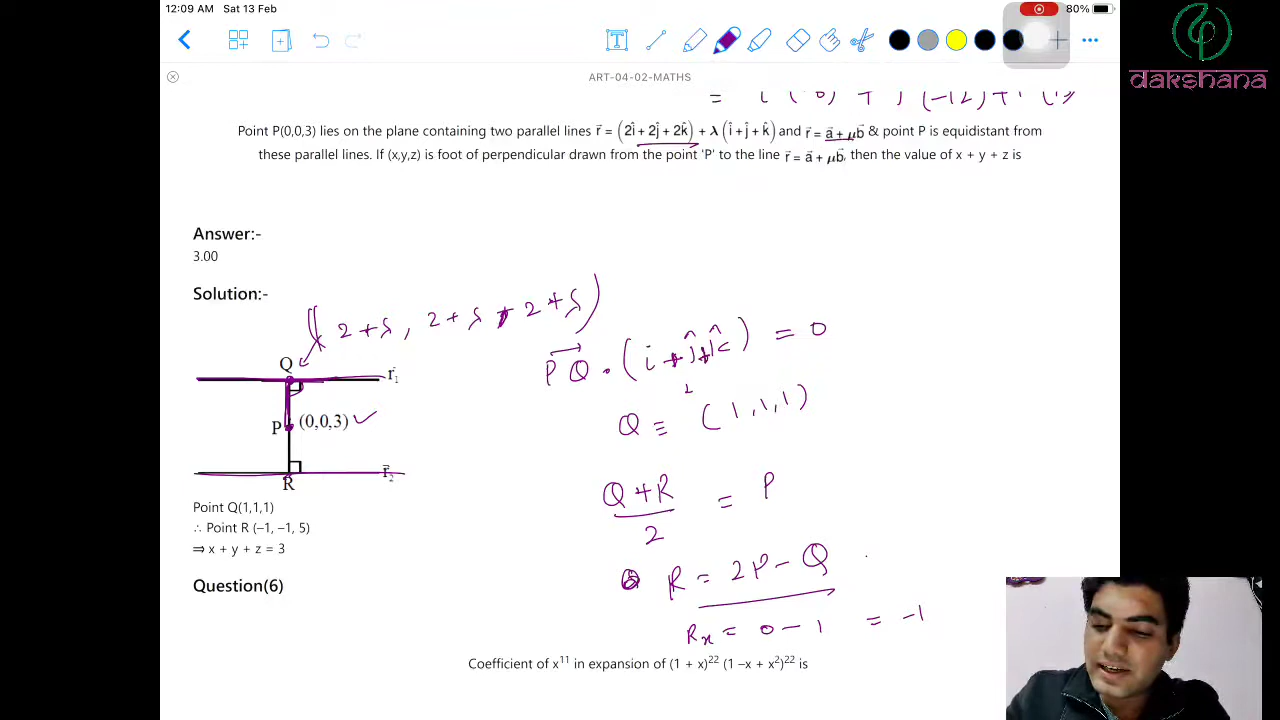 12:09 AM Sat 13 Feb
80%
dakshana
ART-04-02-MATHS
Point P(0,0,3) lies on the plane containing two parallel lines r⃗ = (2î + 2ĵ + 2k̂) + λ (î + ĵ + k̂) and r⃗ = a⃗ + μb⃗ & point P is equidistant from
these parallel lines. If (x,y,z) is foot of perpendicular drawn from the point 'P' to the line r⃗ = a⃗ + μb⃗, then the value of x + y + z is
Answer:-
3.00
Solution:-
(2+λ, 2+λ, 2+λ)
PQ⃗ · (i + ĵ + k̂) = 0
Q r⃗₁
Q ≡ (1,1,1)
P (0,0,3)
R r⃗₂
Q + R = P
2
Point Q(1,1,1)
∴ Point R (–1, –1, 5)
⇒ x + y + z = 3
R = 2P – Q
Question(6)
Rx = 0 – 1 = –1
Coefficient of x¹¹ in expansion of (1 + x)²² (1 –x + x²)²² is